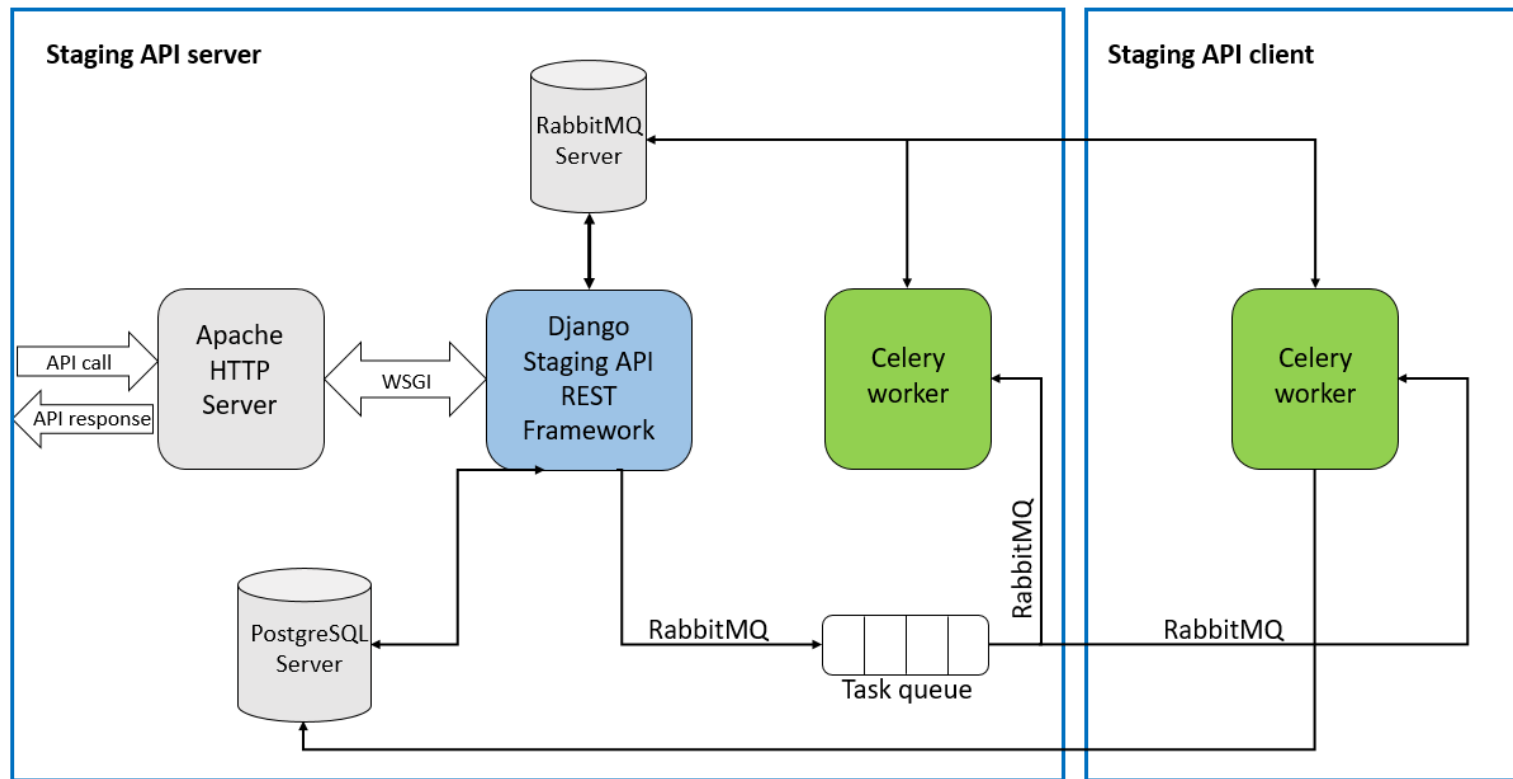 Staging API server
Staging API client
RabbitMQ
Server
Apache
HTTP
Server
API call
API response
WSGI
Django
Staging API
REST
Framework
Celery
worker
Celery
worker
PostgreSQL
Server
RabbitMQ
Task queue
RabbitMQ
RabbitMQ